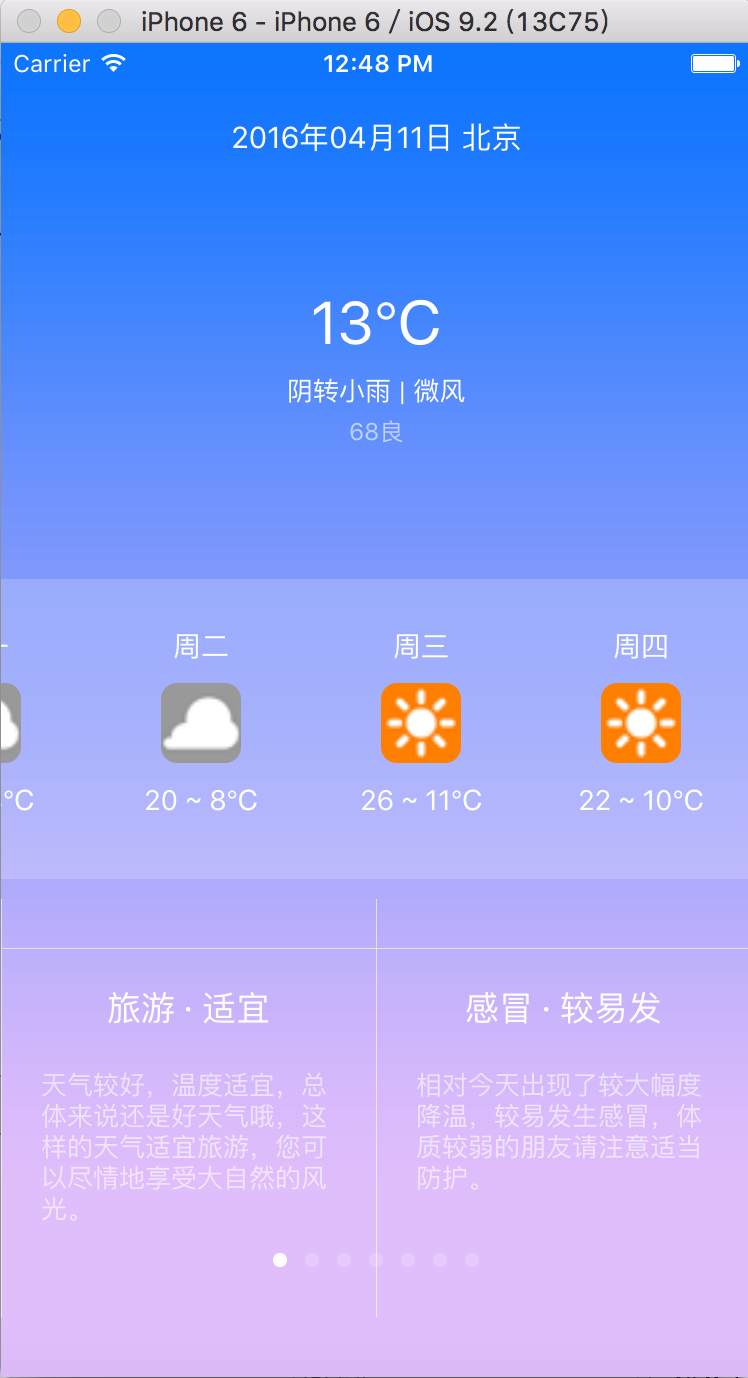 iPhone 6 - iPhone 6 / iOS 9.2 (13C75)
Carrier 12:48 PM
2016年04月11日 北京
13°C
阴转小雨 | 微风
68良
周二 周三 周四
°C 20 ~ 8°C 26 ~ 11°C 22 ~ 10°C
旅游 · 适宜
天气较好，温度适宜，总
体来说还是好天气哦，这
样的天气适宜旅游，您可
以尽情地享受大自然的风
光。
感冒 · 较易发
相对今天出现了较大幅度
降温，较易发生感冒，体
质较弱的朋友请注意适当
防护。